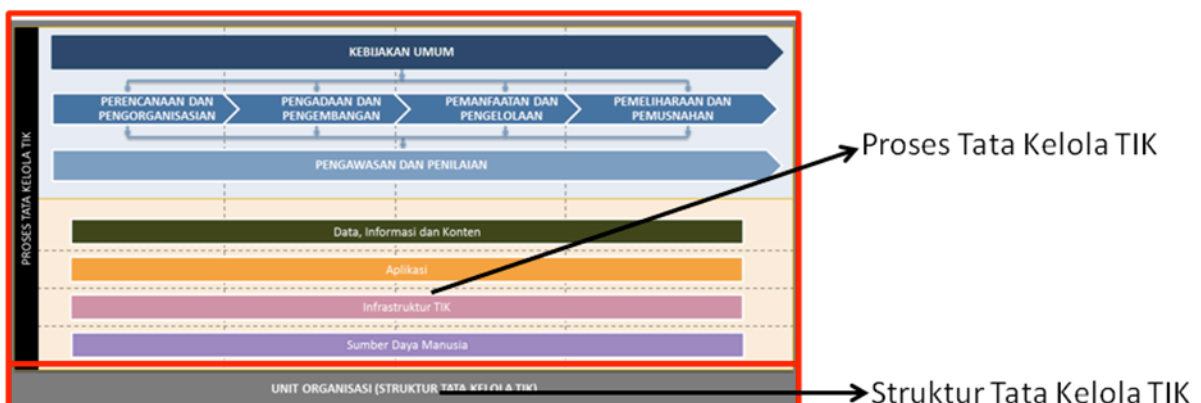 KEBIJAKAN UMUM
PERENCANAAN DAN
PENGORGANISASIAN
PENGADAAN DAN
PENGEMBANGAN
PEMANFAATAN DAN
PENGELOLAAN
PEMELIHARAAN DAN
PEMUSNAHAN
PENGAWASAN DAN PENILAIAN
PROSES TATA KELOLA TIK
Data, Informasi dan Konten
Aplikasi
Infrastruktur TIK
Sumber Daya Manusia
UNIT ORGANISASI (STRUKTUR TATA KELOLA TIK)
Proses Tata Kelola TIK
Struktur Tata Kelola TIK